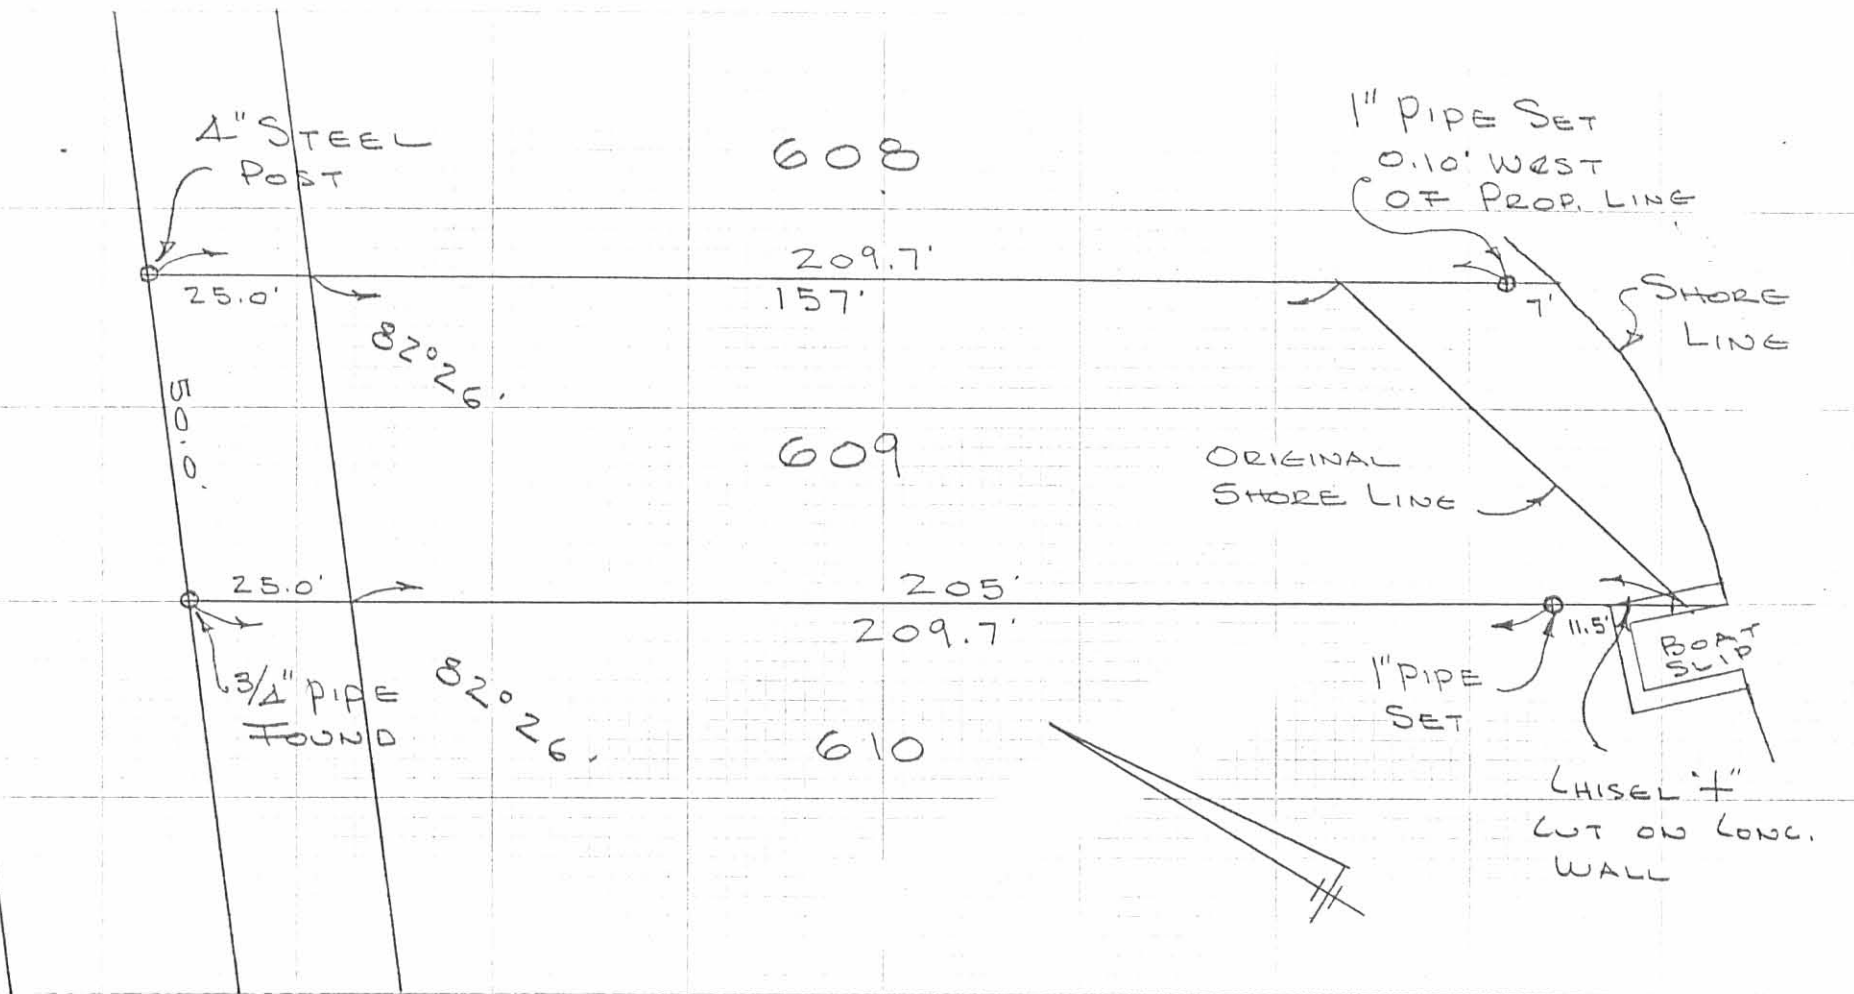 4" STEEL
POST
608
1" PIPE SET
0.10' WEST
OF PROP. LINE
209.7'
25.0'
157'
7'
SHORE
LINE
82°26'
50.0'
609
ORIGINAL
SHORE LINE
25.0'
205'
209.7'
11.5'
BOAT
SLIP
3/4" PIPE
FOUND
82°26'
610
1" PIPE
SET
CHISEL "+"
CUT ON CONC.
WALL